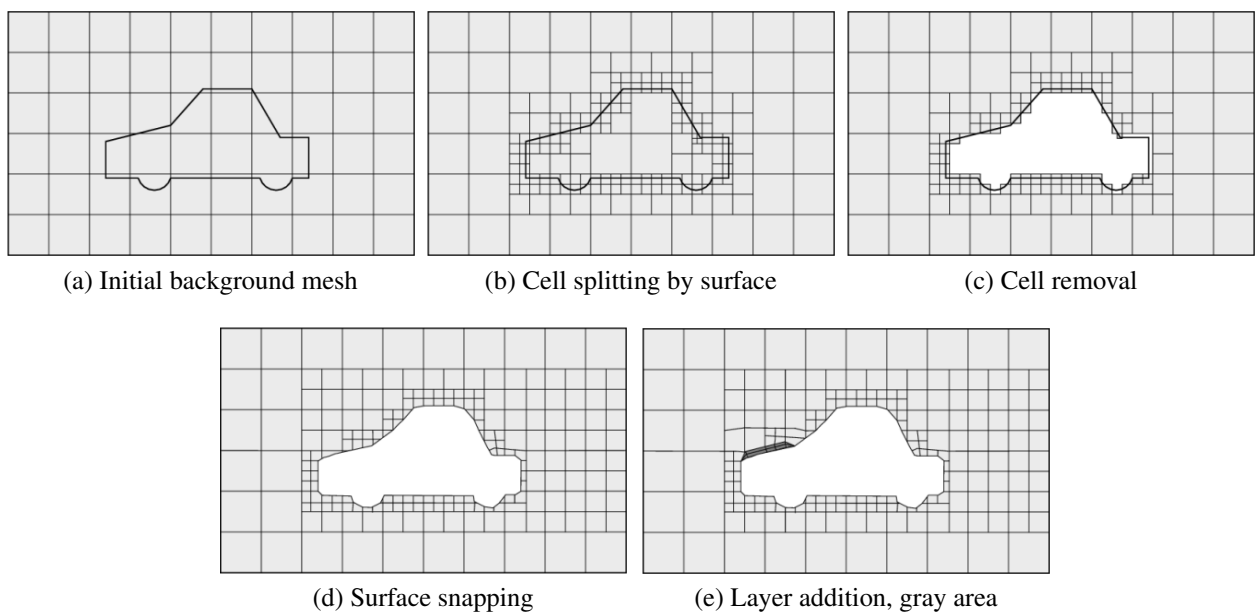 (a) Initial background mesh
(b) Cell splitting by surface
(c) Cell removal
(d) Surface snapping
(e) Layer addition, gray area